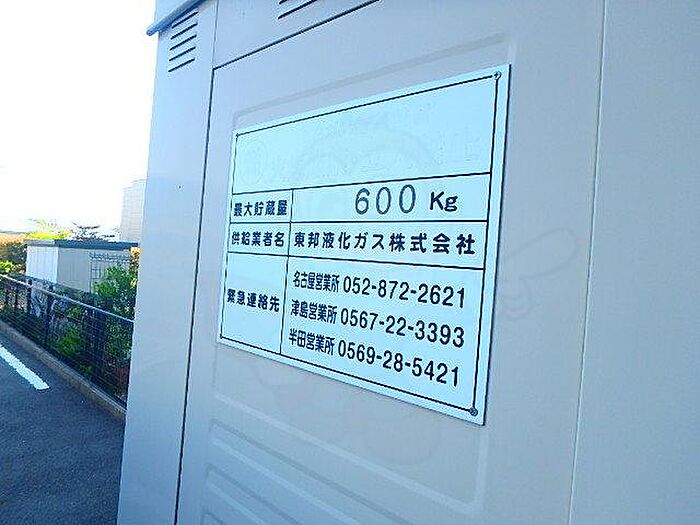 最大貯蔵量 600 Kg
供給業者名 東邦液化ガス株式会社
緊急連絡先
名古屋営業所 052-872-2621
津島営業所 0567-22-3393
半田営業所 0569-28-5421